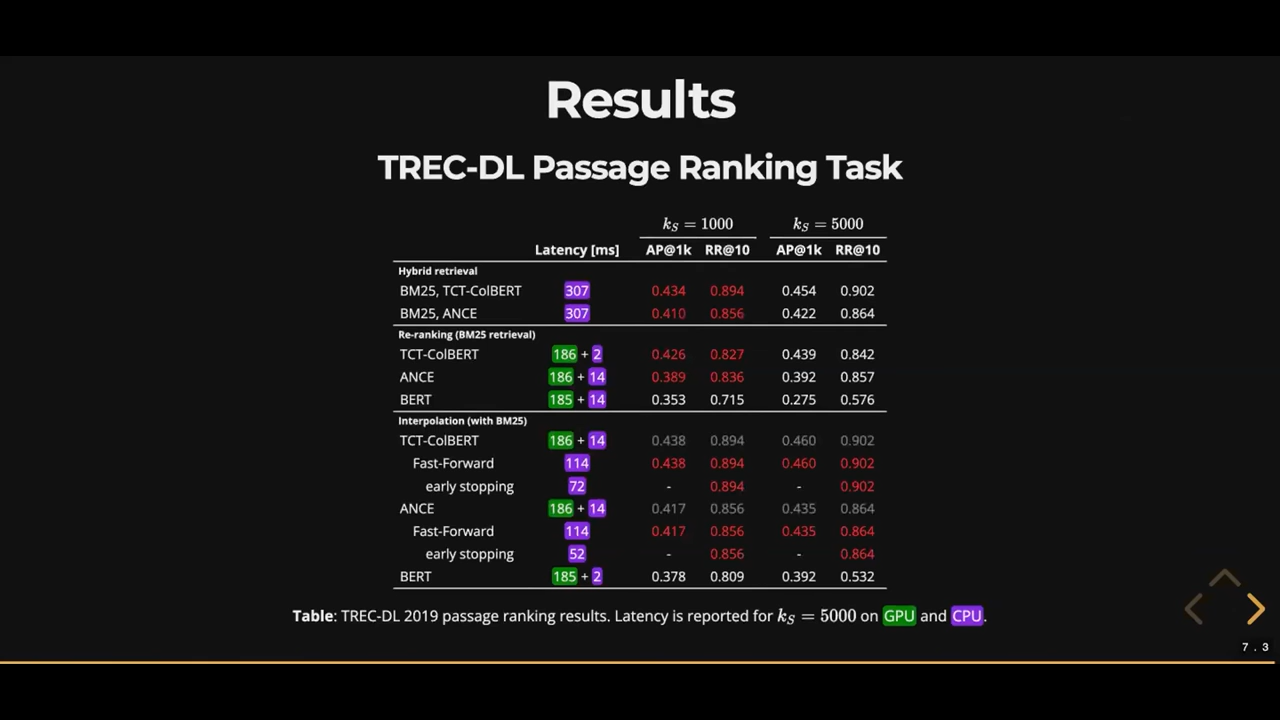 Results
TREC-DL Passage Ranking Task
k_S = 1000 k_S = 5000
Latency [ms] AP@1k RR@10 AP@1k RR@10
Hybrid retrieval
BM25, TCT-ColBERT 307 0.434 0.894 0.454 0.902
BM25, ANCE 307 0.410 0.856 0.422 0.864
Re-ranking (BM25 retrieval)
TCT-ColBERT 186 + 2 0.426 0.827 0.439 0.842
ANCE 186 + 14 0.389 0.836 0.392 0.857
BERT 185 + 14 0.353 0.715 0.275 0.576
Interpolation (with BM25)
TCT-ColBERT 186 + 14 0.438 0.894 0.460 0.902
Fast-Forward 114 0.438 0.894 0.460 0.902
early stopping 72 - 0.894 - 0.902
ANCE 186 + 14 0.417 0.856 0.435 0.864
Fast-Forward 114 0.417 0.856 0.435 0.864
early stopping 52 - 0.856 - 0.864
BERT 185 + 2 0.378 0.809 0.392 0.532
Table: TREC-DL 2019 passage ranking results. Latency is reported for k_S = 5000 on GPU and CPU.
7 . 3